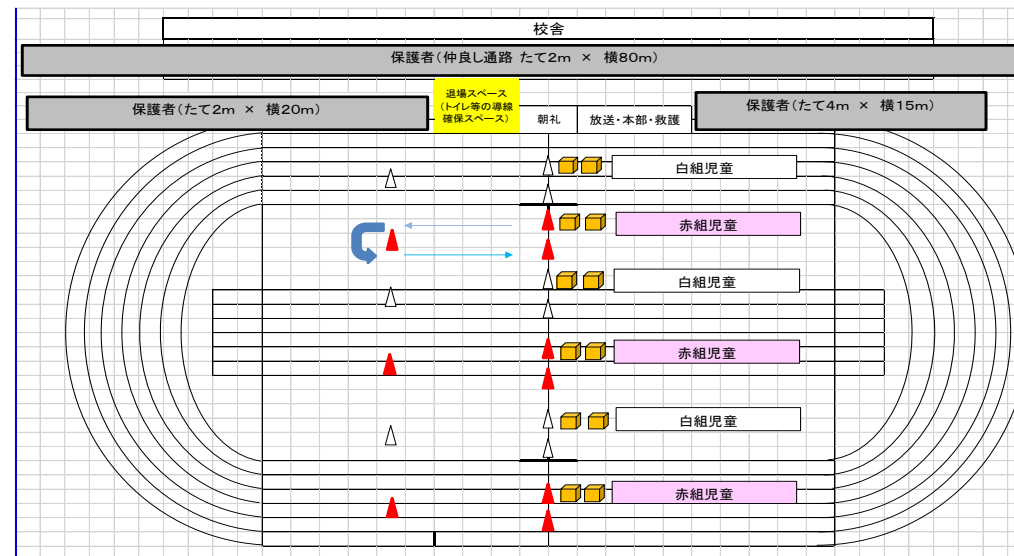 校舎
保護者(仲良し通路 たて2m × 横80m)
退場スペース
(トイレ等の導線
確保スペース)
保護者(たて2m × 横20m)
朝礼
放送・本部・救護
保護者(たて4m × 横15m)
白組児童
赤組児童
白組児童
赤組児童
白組児童
赤組児童